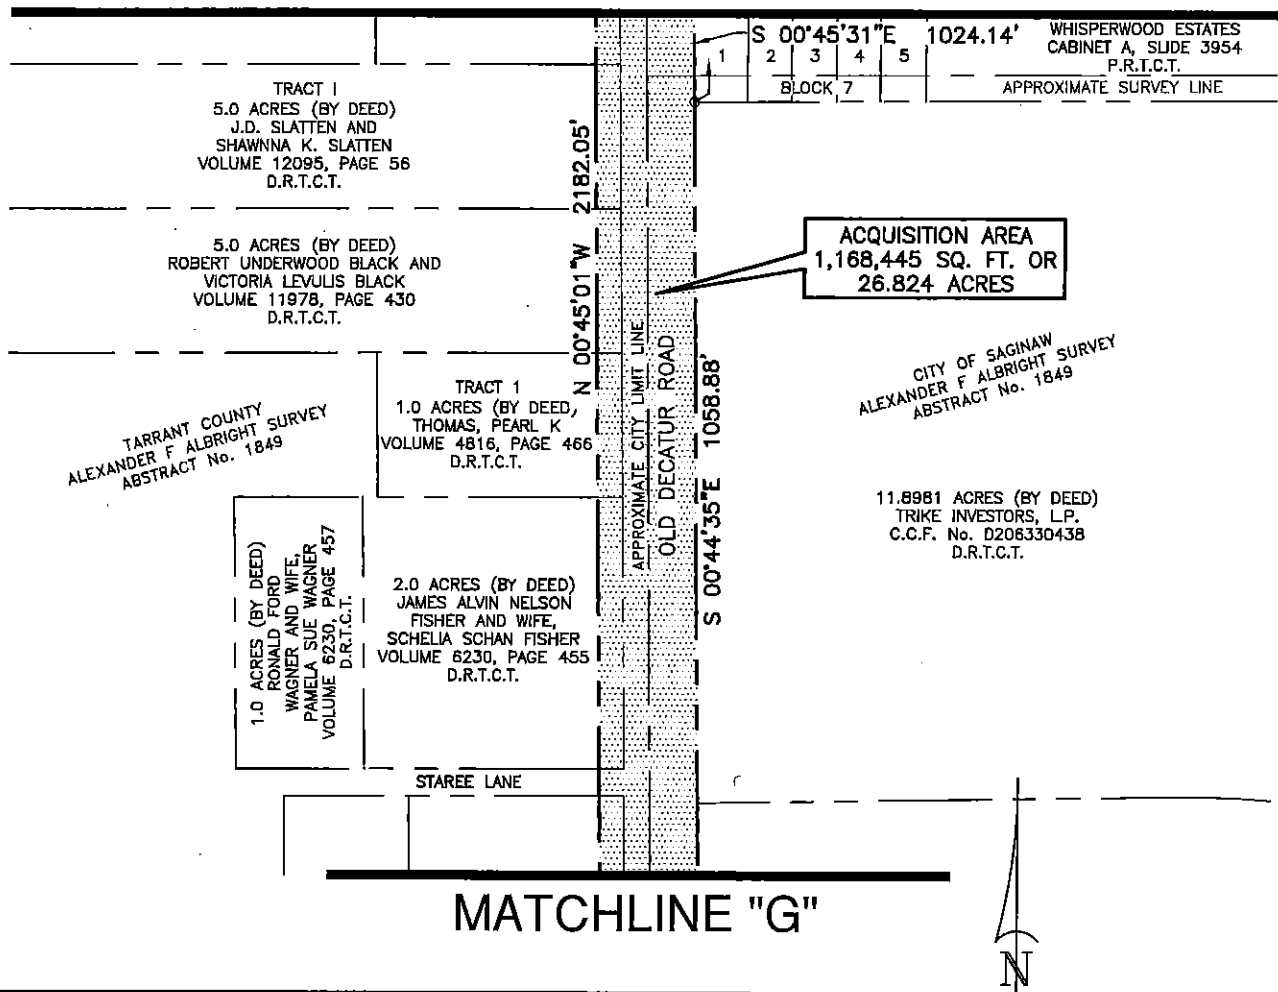 S 00°45'31"E 1024.14'
WHISPERWOOD ESTATES
CABINET A, SLIDE 3954
P.R.T.C.T.
1 2 3 4 5
BLOCK 7
APPROXIMATE SURVEY LINE
TRACT I
5.0 ACRES (BY DEED)
J.D. SLATTEN AND
SHAWNNA K. SLATTEN
VOLUME 12095, PAGE 56
D.R.T.C.T.
5.0 ACRES (BY DEED)
ROBERT UNDERWOOD BLACK AND
VICTORIA LEVULIS BLACK
VOLUME 11978, PAGE 430
D.R.T.C.T.
N 00°45'01"W 2182.05'
ACQUISITION AREA
1,168,445 SQ. FT. OR
26.824 ACRES
APPROXIMATE CITY LIMIT LINE
OLD DECATUR ROAD
S 00°44'35"E 1058.88'
CITY OF SAGINAW
ALEXANDER F ALBRIGHT SURVEY
ABSTRACT No. 1849
TARRANT COUNTY
ALEXANDER F ALBRIGHT SURVEY
ABSTRACT No. 1849
TRACT 1
1.0 ACRES (BY DEED,
THOMAS, PEARL K
VOLUME 4816, PAGE 466
D.R.T.C.T.
11.8981 ACRES (BY DEED)
TRIKE INVESTORS, L.P.
C.C.F. No. D206330438
D.R.T.C.T.
1.0 ACRES (BY DEED)
RONALD FORD
WAGNER AND WIFE,
PAMELA SUE WAGNER
VOLUME 6230, PAGE 457
D.R.T.C.T.
2.0 ACRES (BY DEED)
JAMES ALVIN NELSON
FISHER AND WIFE,
SCHELIA SCHAN FISHER
VOLUME 6230, PAGE 455
D.R.T.C.T.
STAREE LANE
MATCHLINE "G"
N